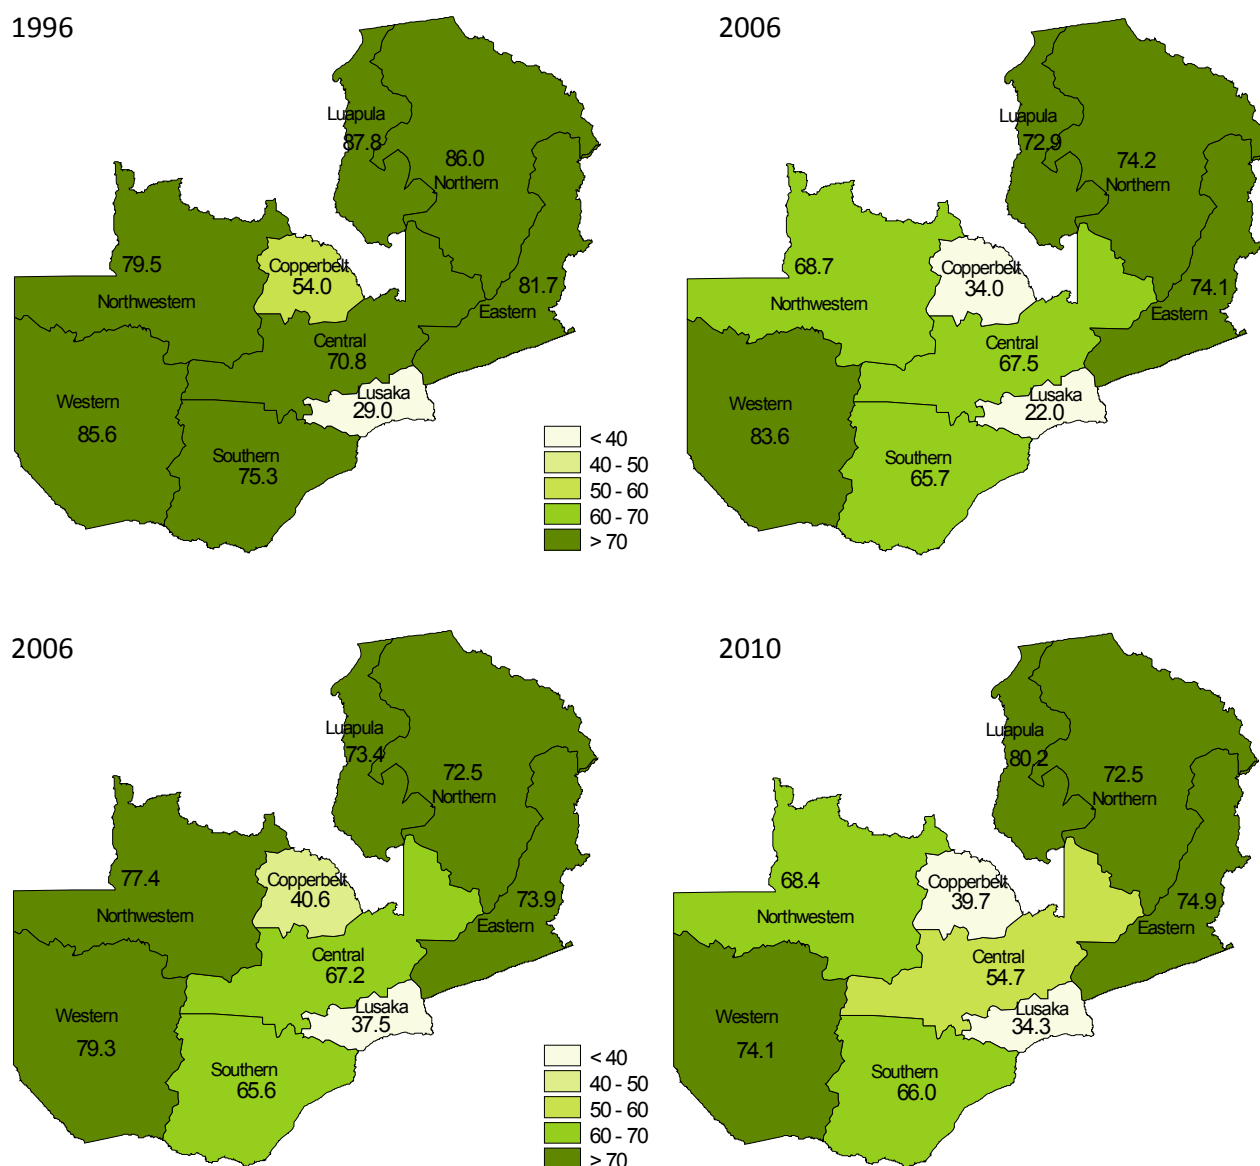 1996
Luapula
87.8
86.0
Northern
79.5
Northwestern
Copperbelt
54.0
81.7
Eastern
Central
70.8
Western
85.6
Lusaka
29.0
Southern
75.3
< 40
40 - 50
50 - 60
60 - 70
> 70
2006
Luapula
72.9
74.2
Northern
68.7
Northwestern
Copperbelt
34.0
74.1
Eastern
Central
67.5
Western
83.6
Lusaka
22.0
Southern
65.7
2006
Luapula
73.4
72.5
Northern
77.4
Northwestern
Copperbelt
40.6
73.9
Eastern
Central
67.2
Western
79.3
Lusaka
37.5
Southern
65.6
< 40
40 - 50
50 - 60
60 - 70
> 70
2010
Luapula
80.2
72.5
Northern
68.4
Northwestern
Copperbelt
39.7
74.9
Eastern
Central
54.7
Western
74.1
Lusaka
34.3
Southern
66.0